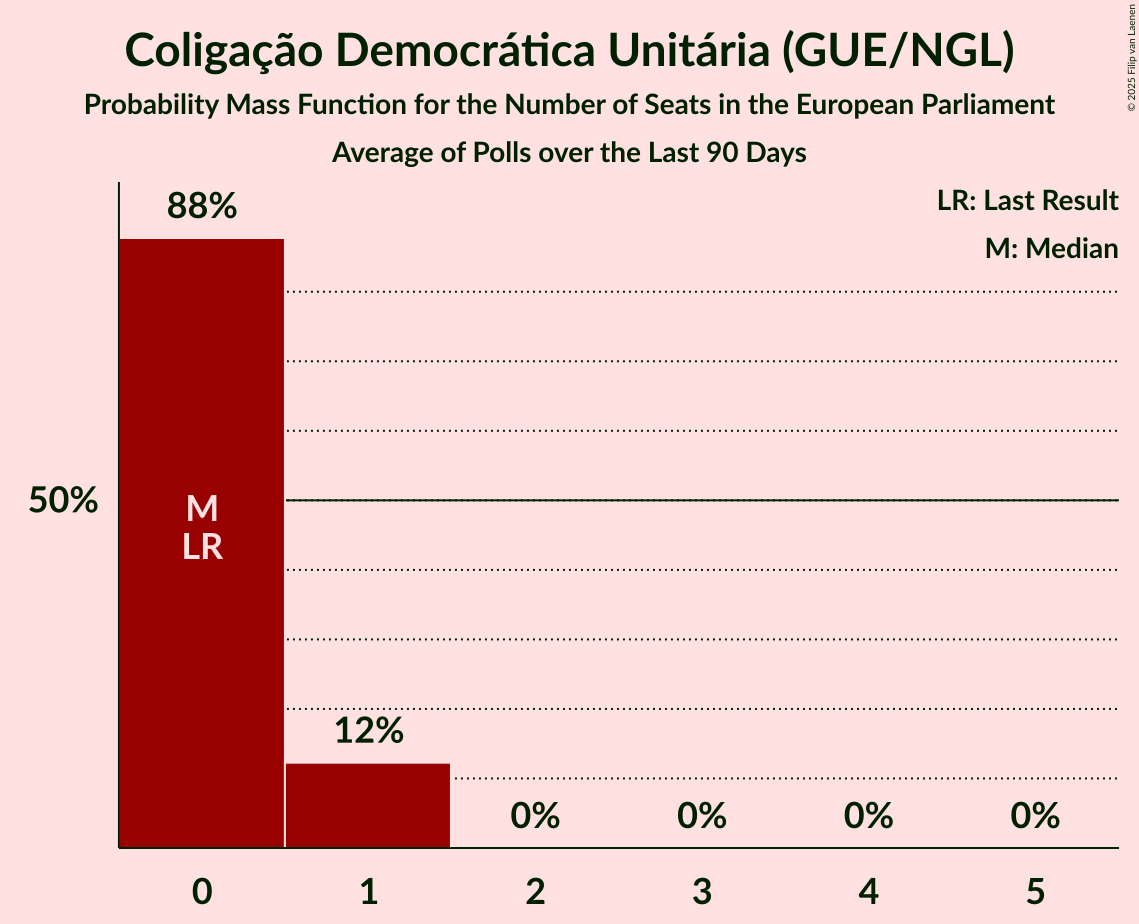 Coligação Democrática Unitária (GUE/NGL)
Probability Mass Function for the Number of Seats in the European Parliament
Average of Polls over the Last 90 Days
© 2025 Filip van Laenen
LR: Last Result
M: Median
88%
50%
M
LR
12%
0%
0%
0%
0%
0
1
2
3
4
5